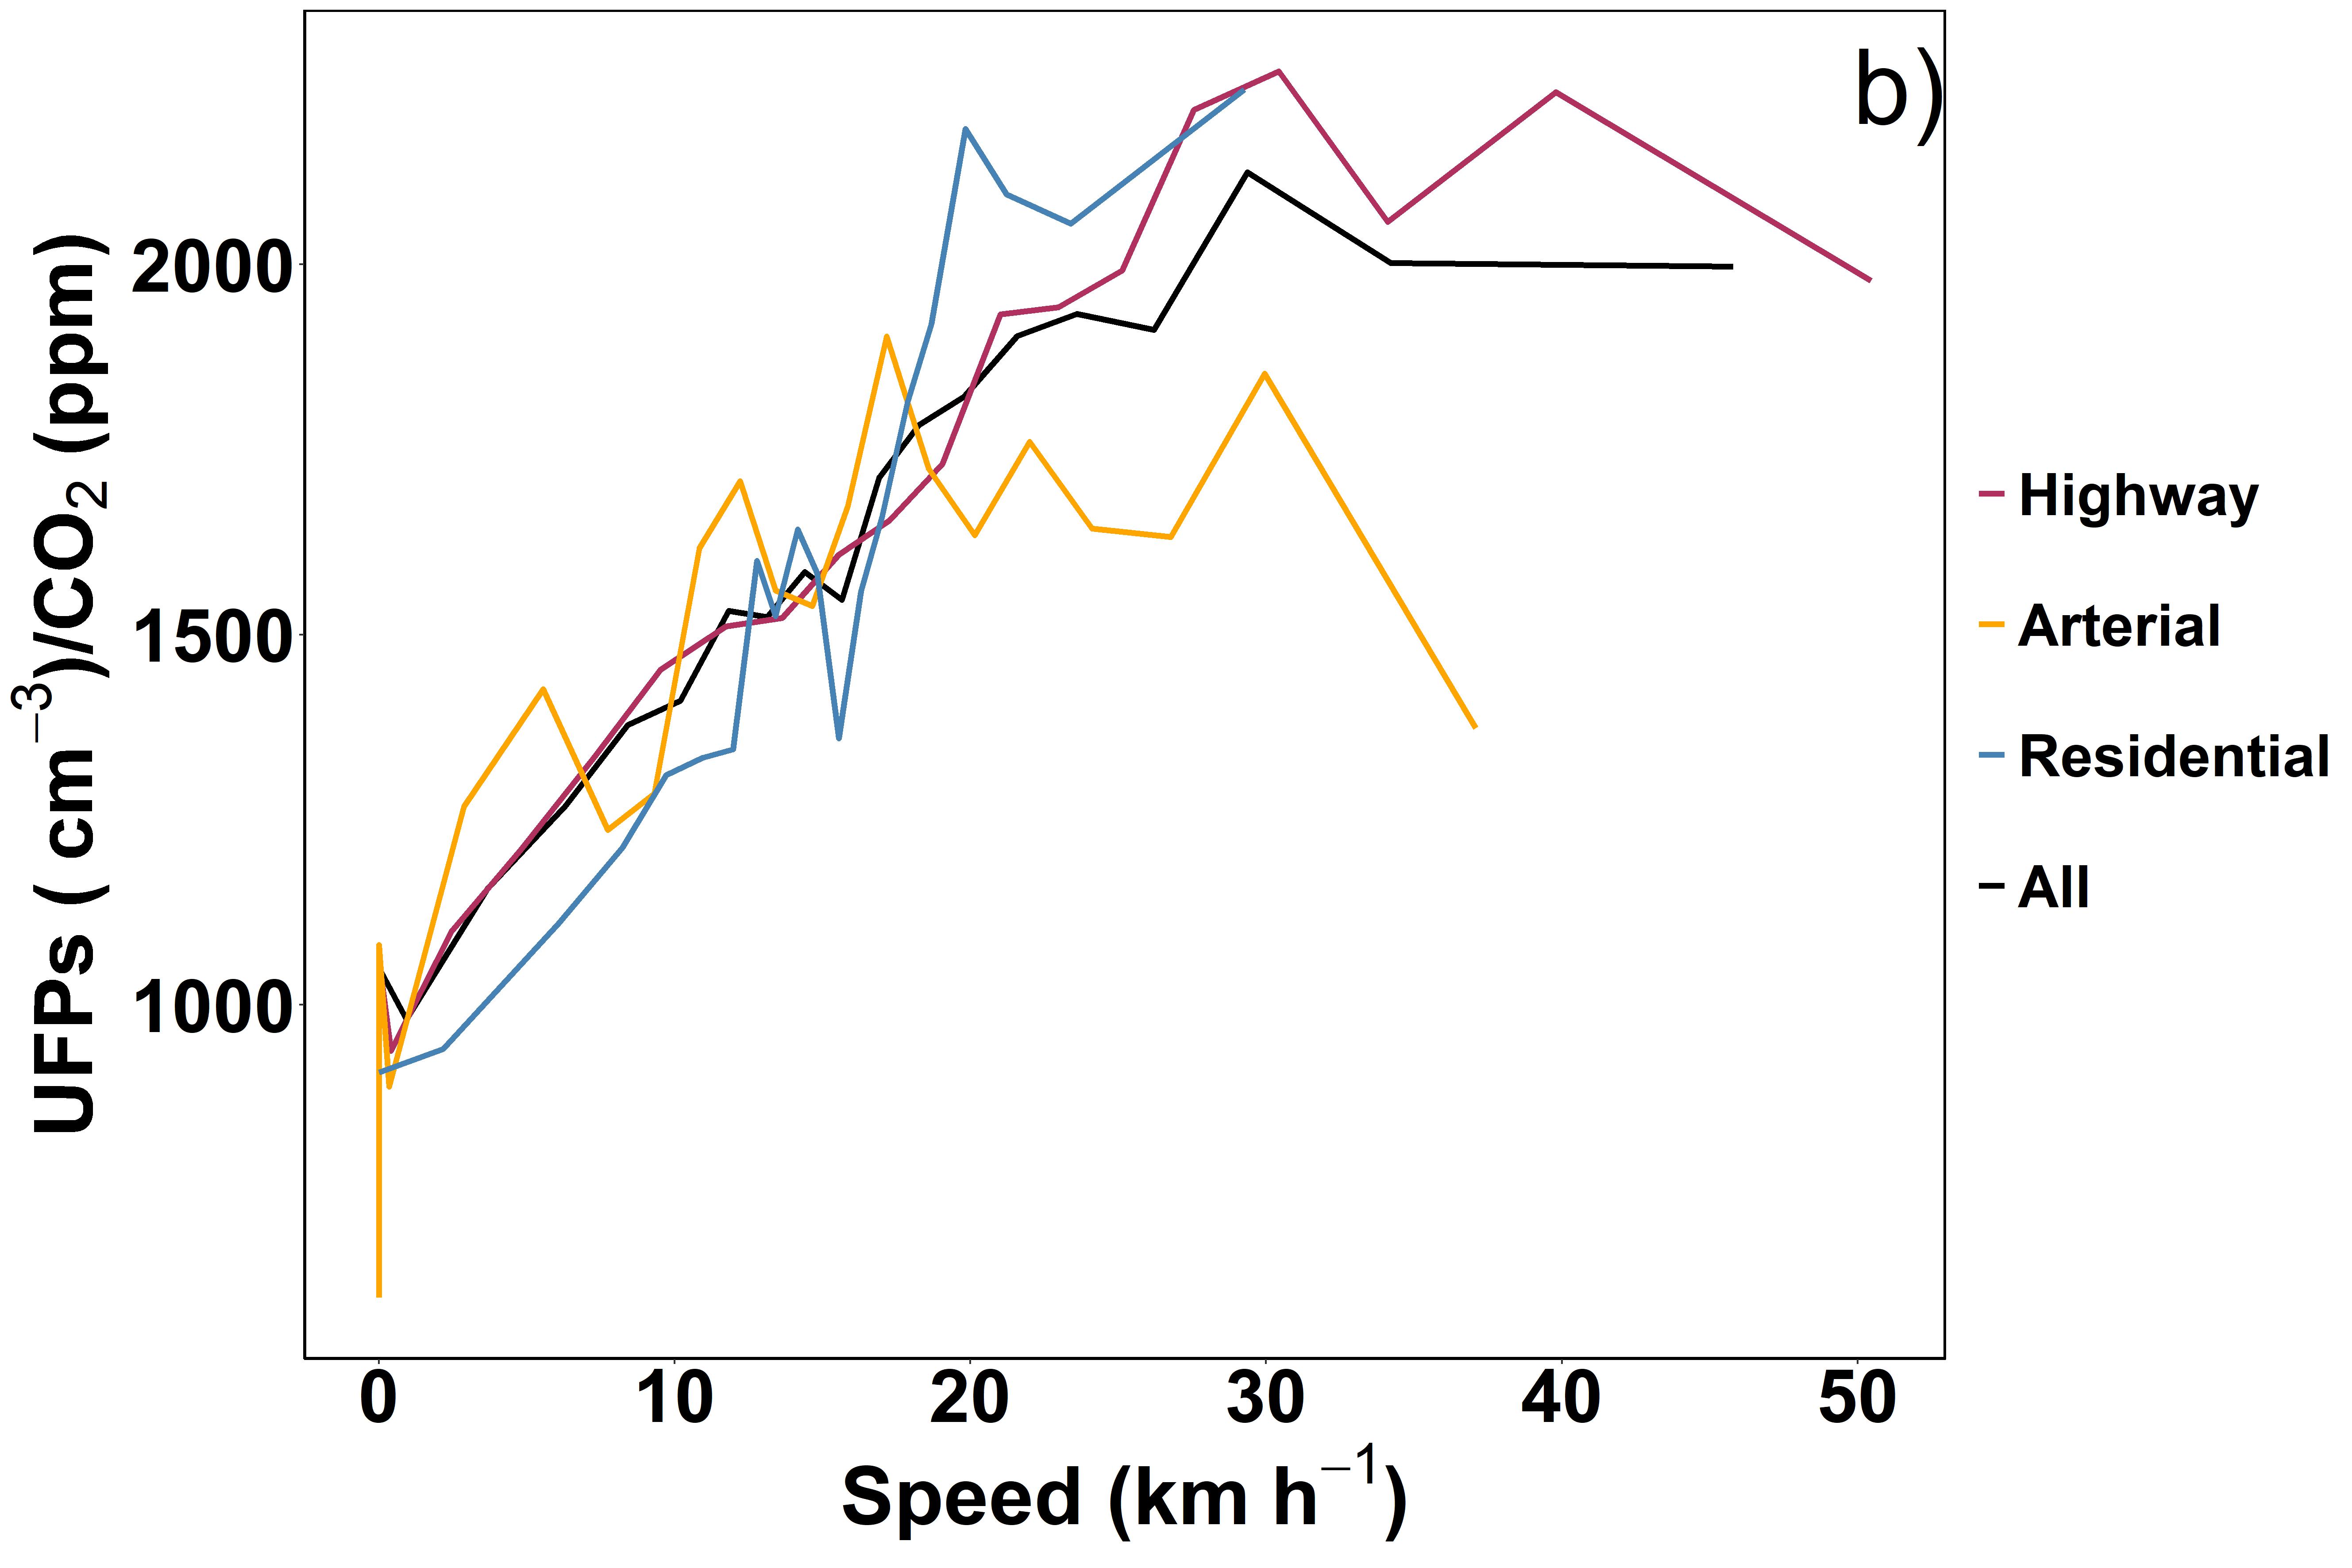 b)
UFPs ( cm⁻³)/CO₂ (ppm)
2000
1500
1000
0 10 20 30 40 50
Speed (km h⁻¹)
Highway
Arterial
Residential
All